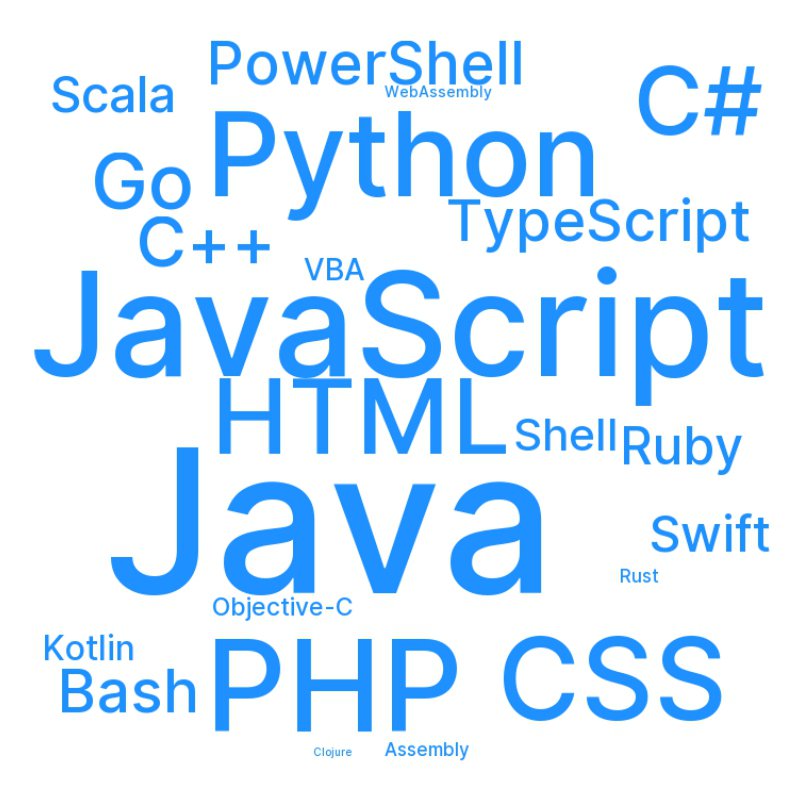 PowerShell
Scala
WebAssembly
C#
Python
Go
TypeScript
C++
VBA
JavaScript
HTML
Shell
Ruby
Java
Swift
Rust
Objective-C
Kotlin
Bash
PHP
CSS
Clojure
Assembly